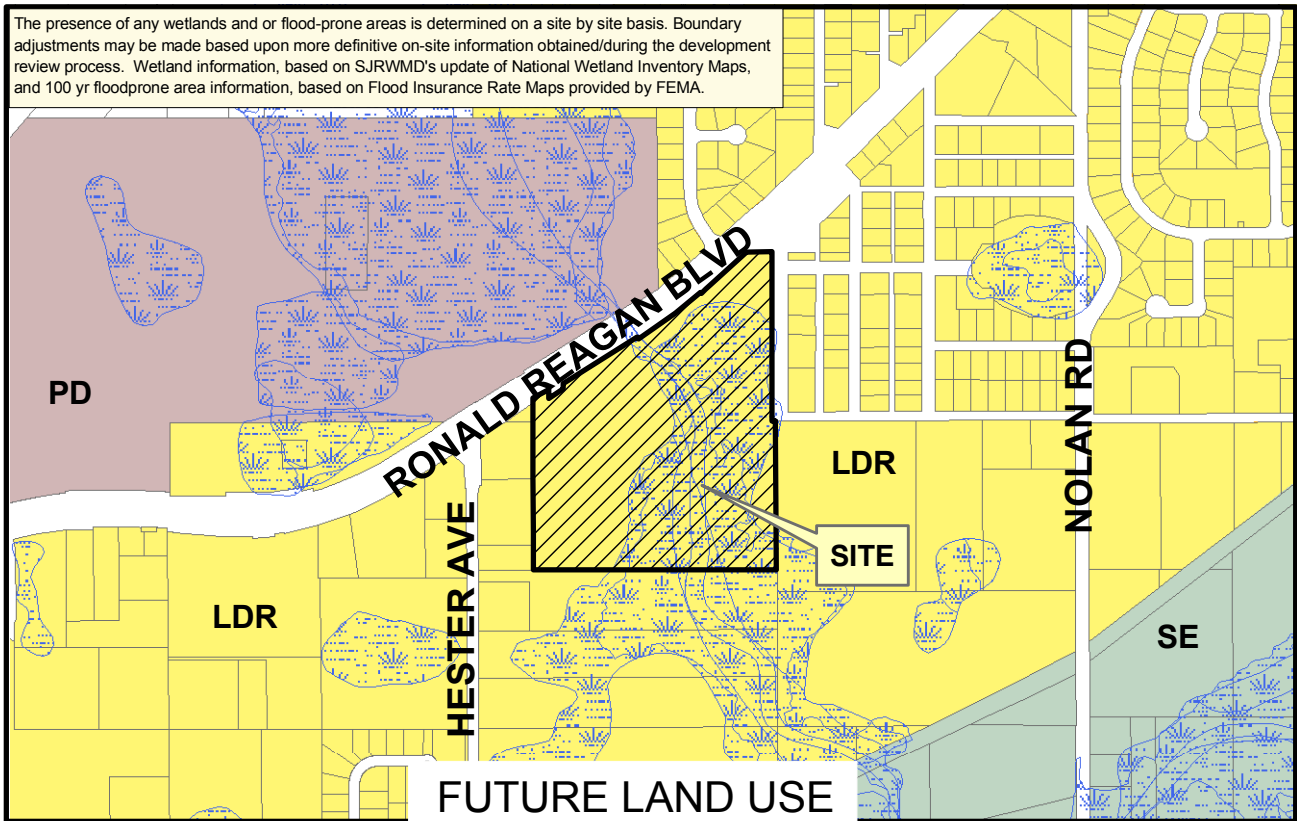 The presence of any wetlands and or flood-prone areas is determined on a site by site basis. Boundary
adjustments may be made based upon more definitive on-site information obtained/during the development
review process. Wetland information, based on SJRWMD's update of National Wetland Inventory Maps,
and 100 yr floodprone area information, based on Flood Insurance Rate Maps provided by FEMA.
RONALD REAGAN BLVD
PD
NOLAN RD
LDR
HESTER AVE
SITE
LDR
SE
FUTURE LAND USE